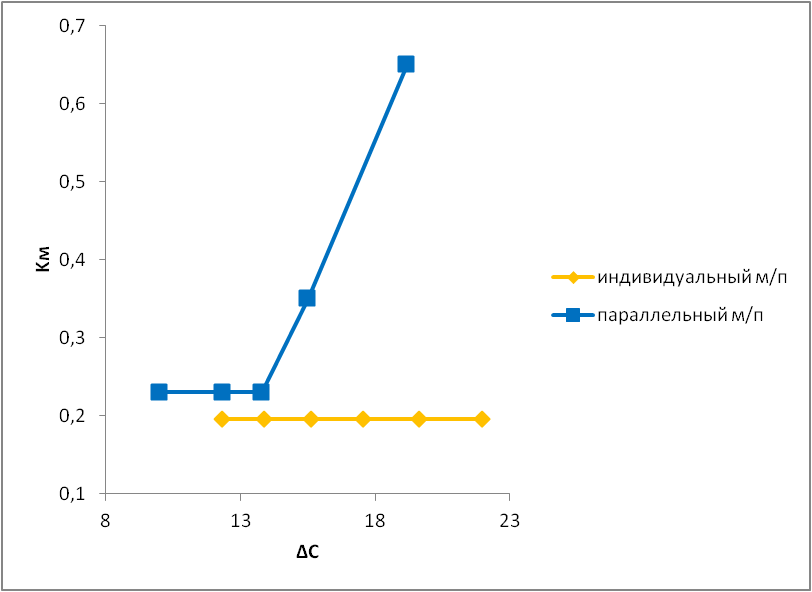 0,7
0,6
0,5
0,4
0,3
0,2
0,1
Км
8
13
18
23
ΔС
индивидуальный м/п
параллельный м/п